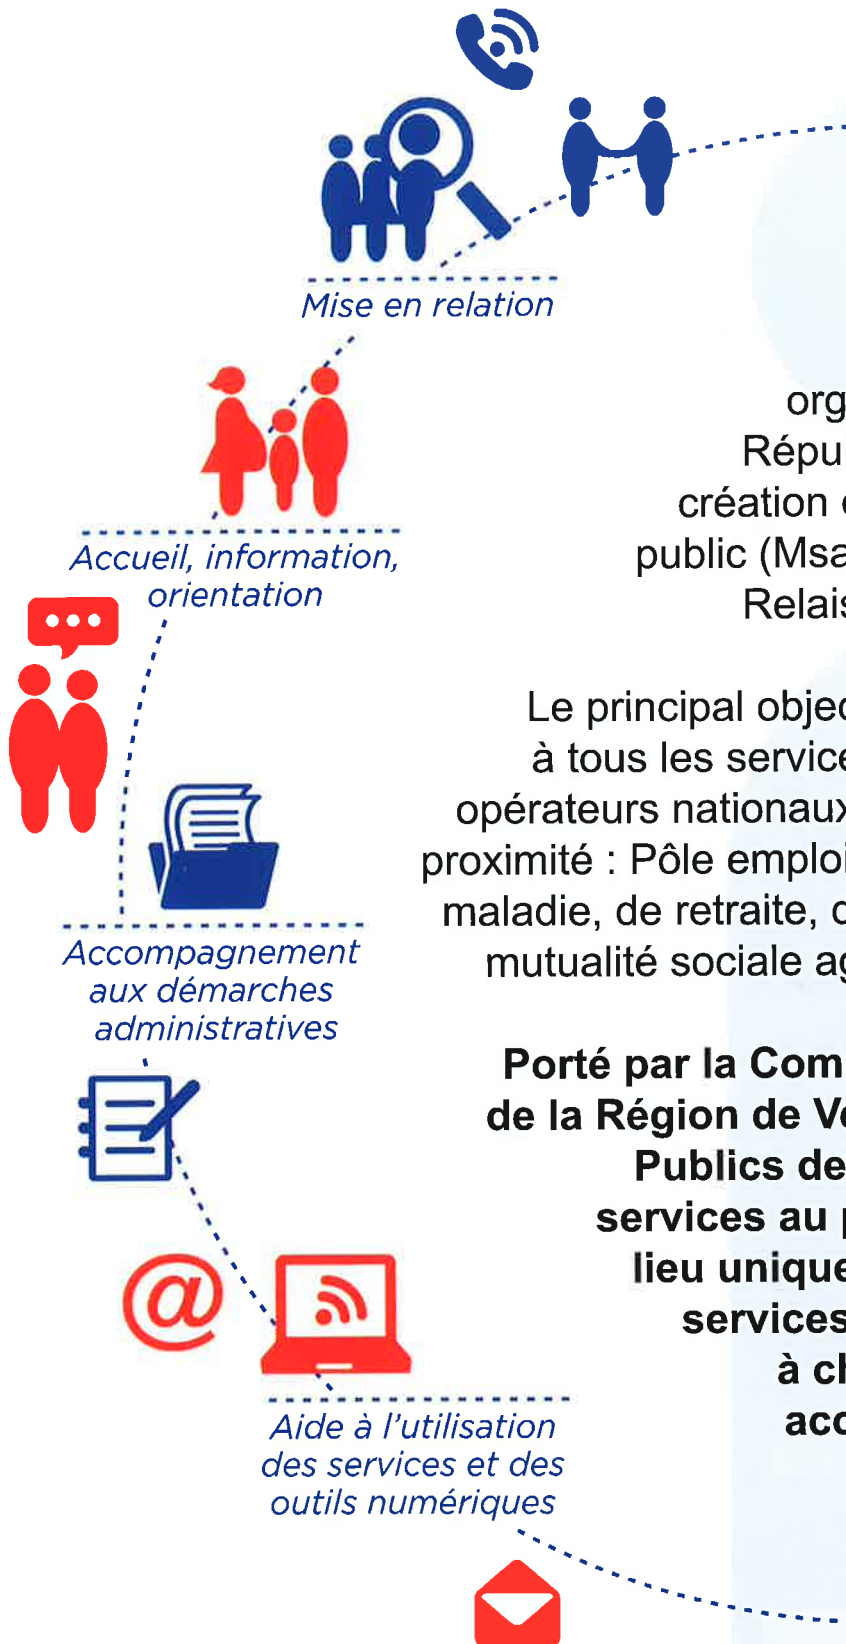 Mise en relation
Accueil, information,
orientation
Accompagnement
aux démarches
administratives
@
Aide à l'utilisation
des services et des
outils numériques
org
Répu
création
public (Msa
Relais
Le principal objec
à tous les service
opérateurs nationaux
proximité : Pôle emploi
maladie, de retraite,
mutualité sociale ag
Porté par la Com
de la Région de Ve
Publics de
services au
lieu unique
services
à ch
acc